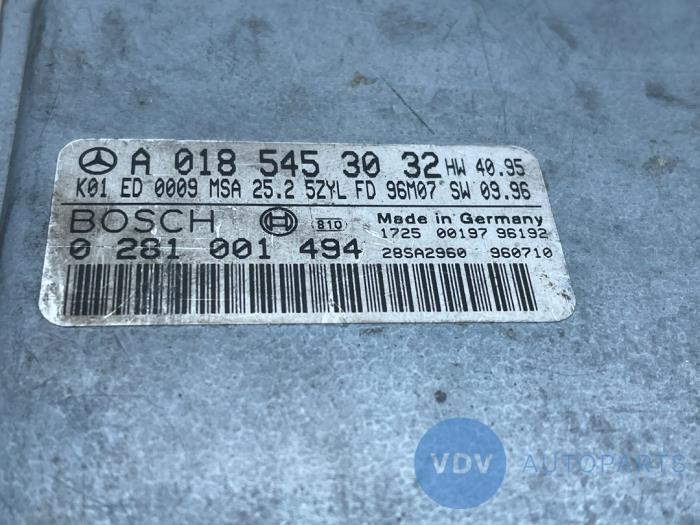 A 018 545 30 32 HW 40.95
K01 ED 0009 MSA 25.2 5ZYL FD 96M07 SW 09.96
BOSCH 810 Made in Germany
1725 00197 96192
0 281 001 494 28SA2960 960710
VDV AUTOPARTS